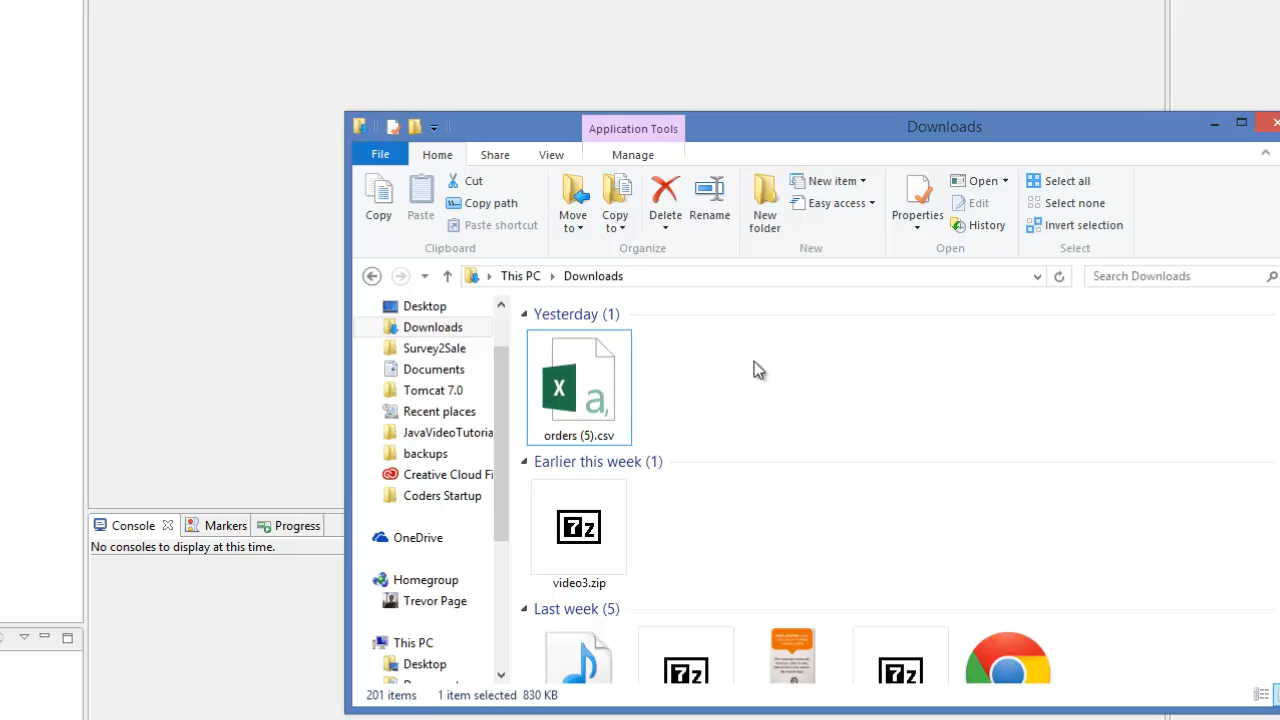 Application Tools
Downloads
File Home Share View Manage
Copy
Paste
Cut
Copy path
Paste shortcut
Clipboard
Move to
Copy to
Delete
Rename
Organize
New folder
New item
Easy access
New
Properties
Open
Edit
History
Open
Select all
Select none
Invert selection
Select
This PC Downloads
Search Downloads
Desktop
Downloads
Survey2Sale
Documents
Tomcat 7.0
Recent places
JavaVideoTutoria
backups
Creative Cloud Fi
Coders Startup
OneDrive
Homegroup
Trevor Page
This PC
Desktop
Yesterday (1)
X a,
orders (5).csv
Earlier this week (1)
7z
video3.zip
Last week (5)
7z
7z
201 items 1 item selected 830 KB
Console Markers Progress
No consoles to display at this time.